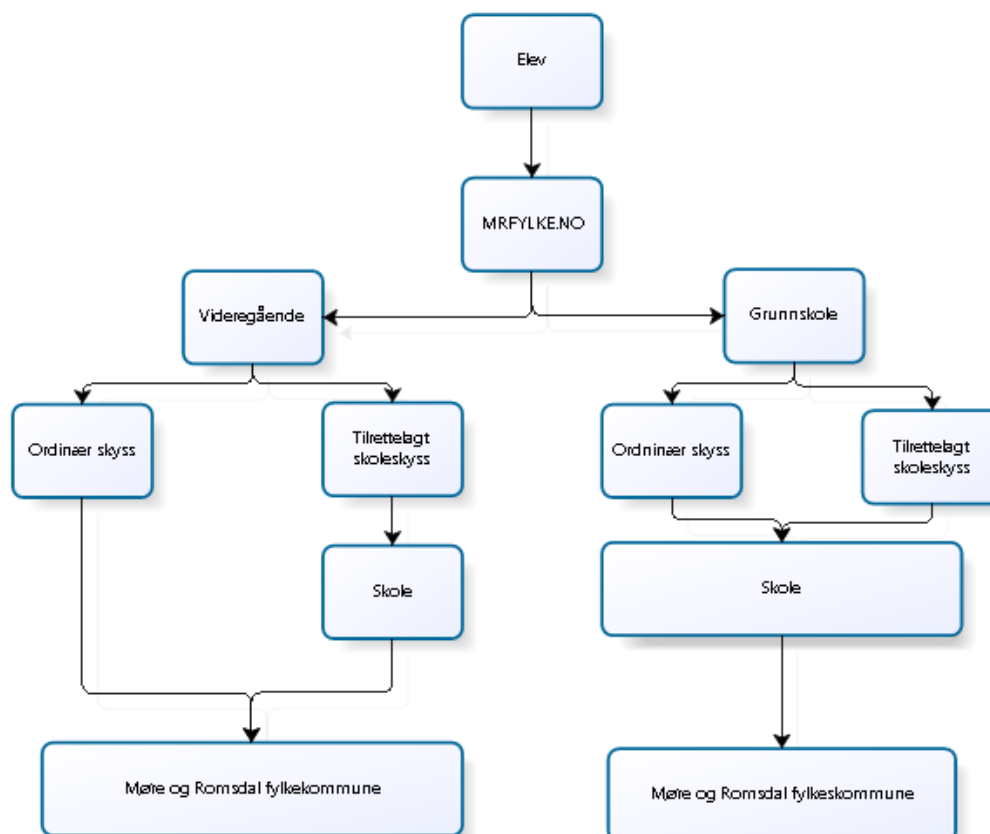 Elev
MRFYLKE.NO
Videregående
Grunnskole
Ordinær skyss
Tilrettelagt
skoleskyss
Ordninær skyss
Tilrettelagt
skoleskyss
Skole
Skole
Møre og Romsdal fylkekommune
Møre og Romsdal fylkeskommune